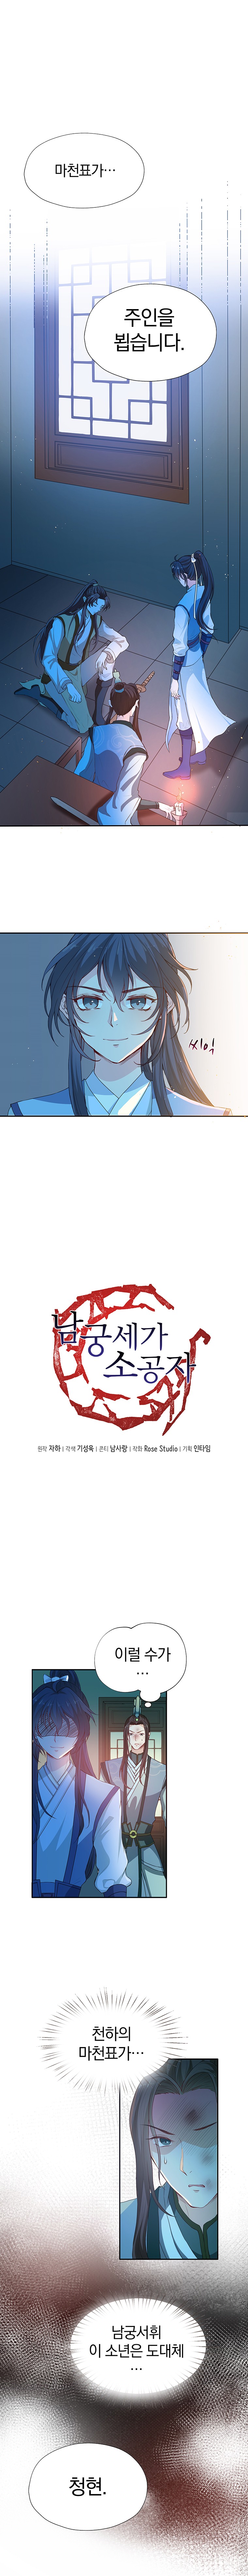 마천표가…
주인을
뵙습니다.
씨익
남궁세가
소공자
원작 자하 | 각색 기성욱 | 콘티 남사랑 | 작화 Rose Studio | 기획 인타임
이럴 수가
…
천하의
마천표가…
남궁서휘
이 소년은 도대체
…
청현.